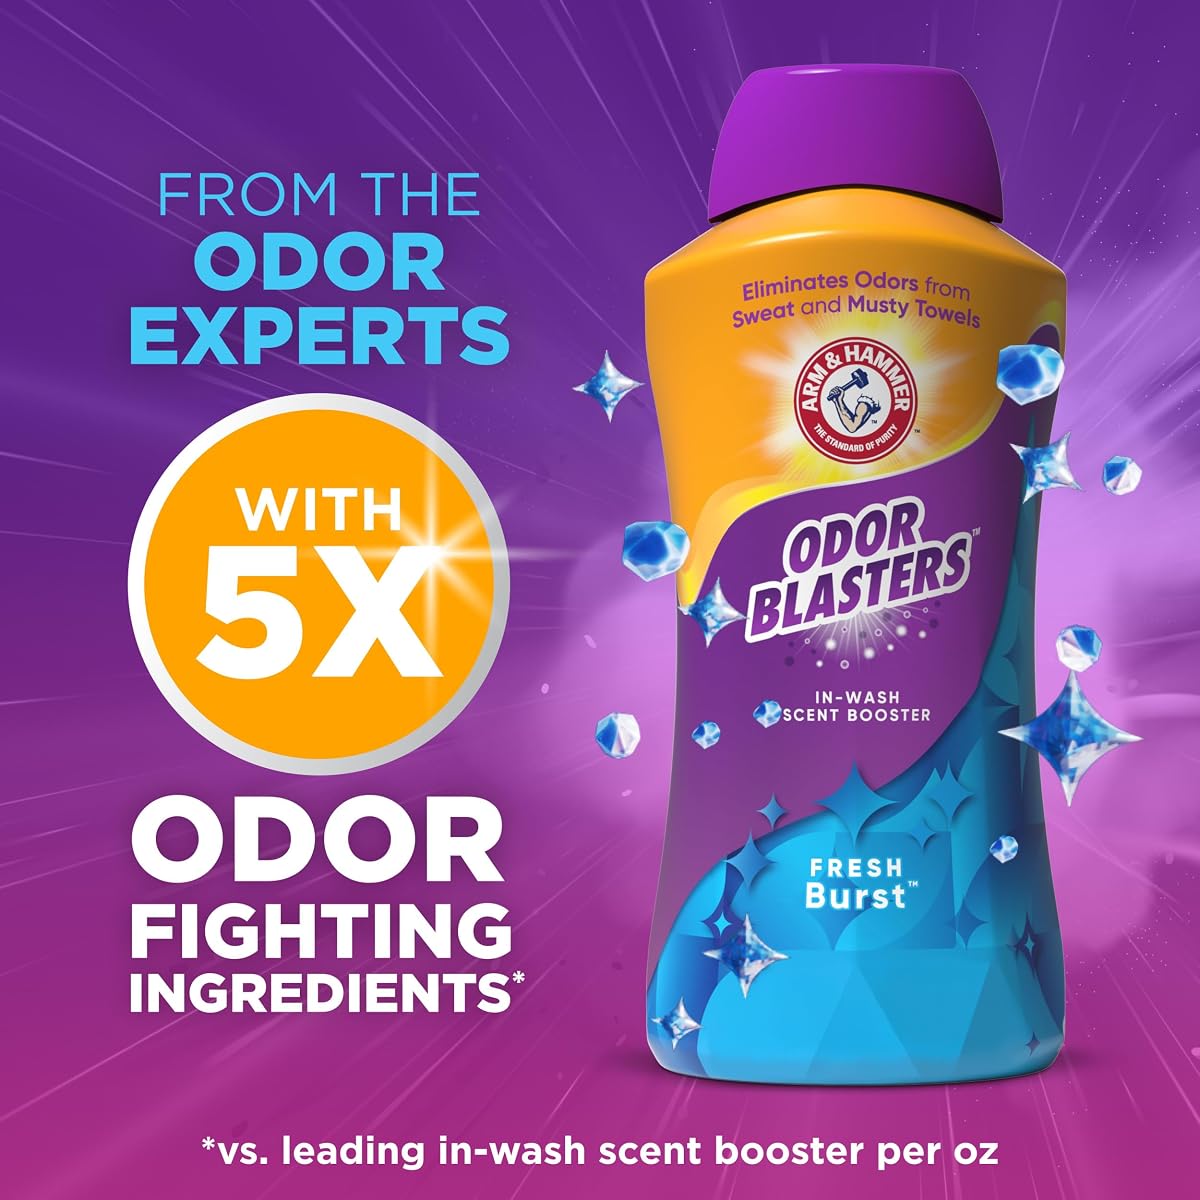 FROM THE
ODOR
EXPERTS
WITH
5X
ODOR
FIGHTING
INGREDIENTS*
Eliminates Odors from
Sweat and Musty Towels
ARM & HAMMER
THE STANDARD OF PURITY
™
™
ODOR
BLASTERS™
IN-WASH
SCENT BOOSTER
FRESH
Burst™
*vs. leading in-wash scent booster per oz